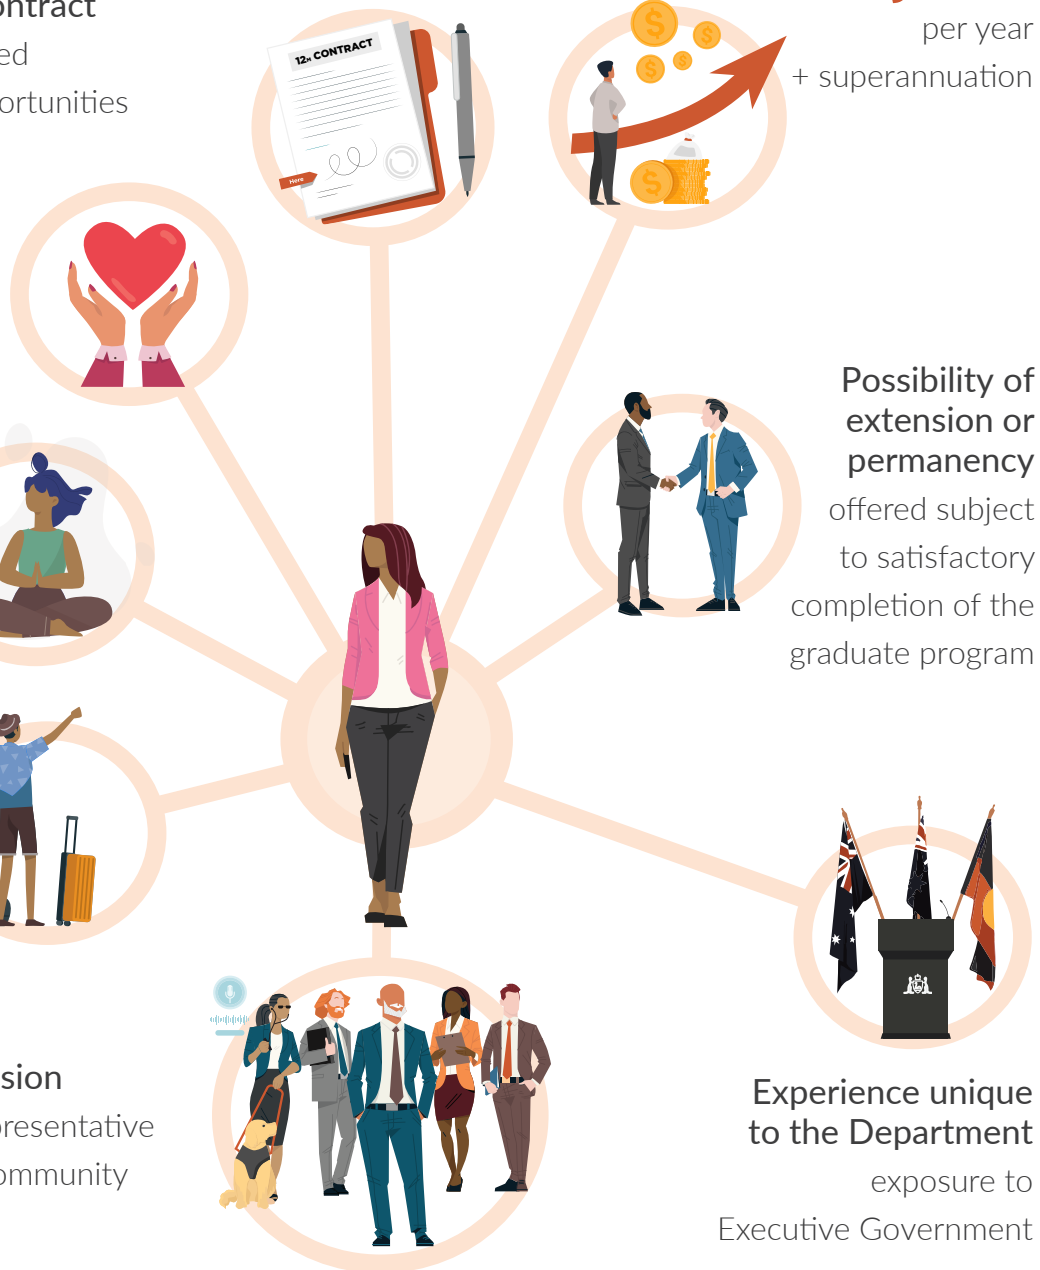 ontract
ed
ortunities
12M CONTRACT
Here
per year
+ superannuation
Possibility of
extension or
permanency
offered subject
to satisfactory
completion of the
graduate program
sion
presentative
ommunity
Experience unique
to the Department
exposure to
Executive Government